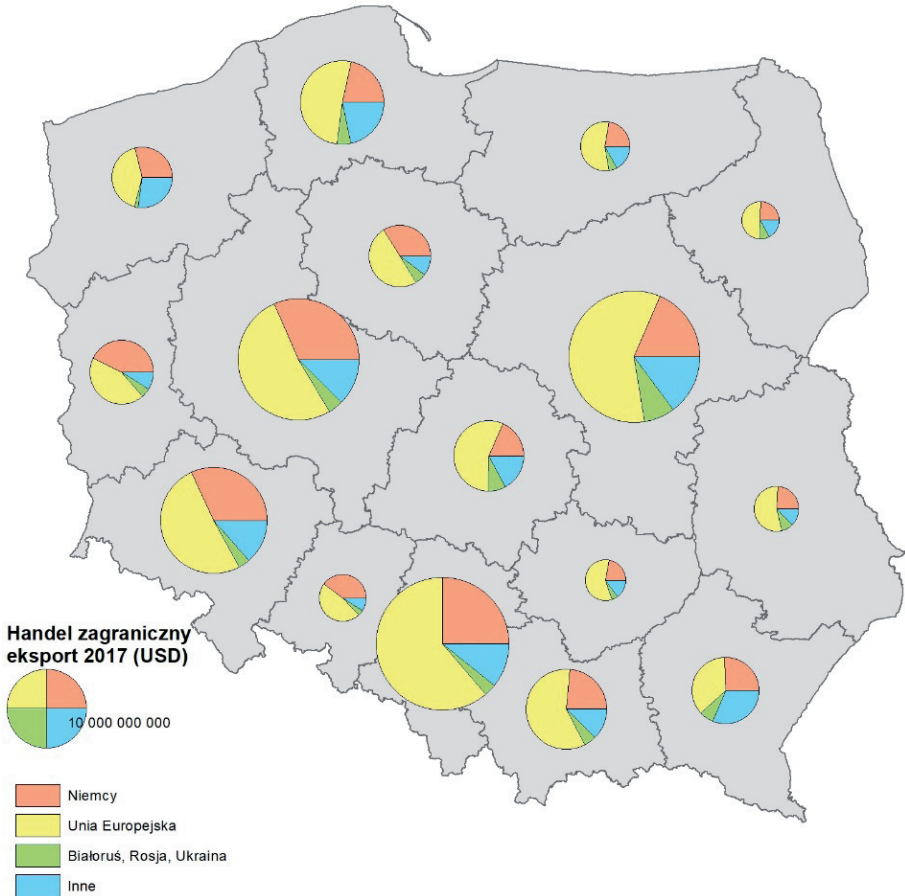 Handel zagraniczny
eksport 2017 (USD)
10 000 000 000
Niemcy
Unia Europejska
Białoruś, Rosja, Ukraina
Inne